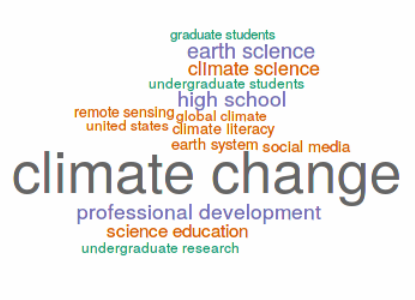 graduate students
earth science
climate science
undergraduate students
high school
remote sensing
global climate
united states
climate literacy
earth system
social media
climate change
professional development
science education
undergraduate research